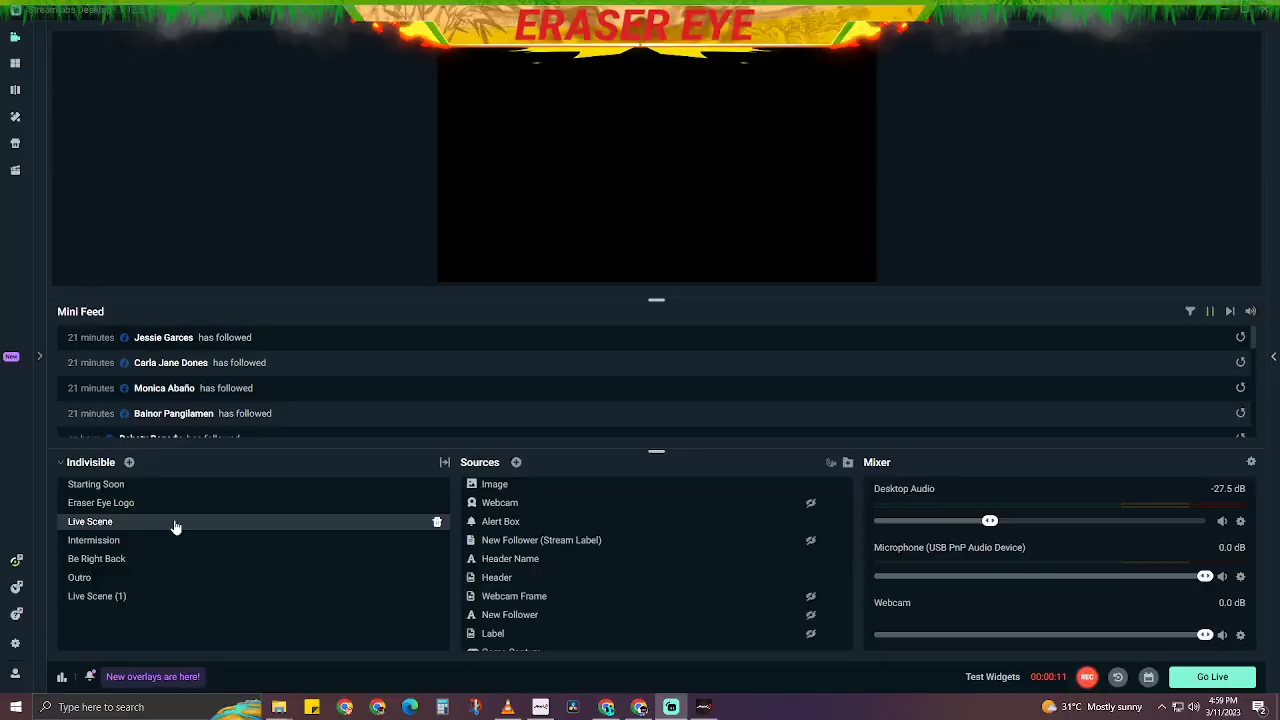 ERASER EYE
Mini Feed
21 minutes Jessie Garces has followed
21 minutes Carla Jane Dones has followed
21 minutes Monica Abaño has followed
21 minutes Bainor Pangilamen has followed
Indivisible
Starting Soon
Eraser Eye Logo
Live Scene
Intermission
Be Right Back
Outro
Live Scene (1)
Sources
Image
Webcam
Alert Box
New Follower (Stream Label)
Header Name
Header
Webcam Frame
New Follower
Label
Mixer
Desktop Audio -27.5 dB
Microphone (USB PnP Audio Device) 0.0 dB
Webcam 0.0 dB
New
New overlays are here!
Test Widgets 00:00:11 REC Go Live
Type here to search
31°C Mostly sunny
4:59 PM
2/11/2023